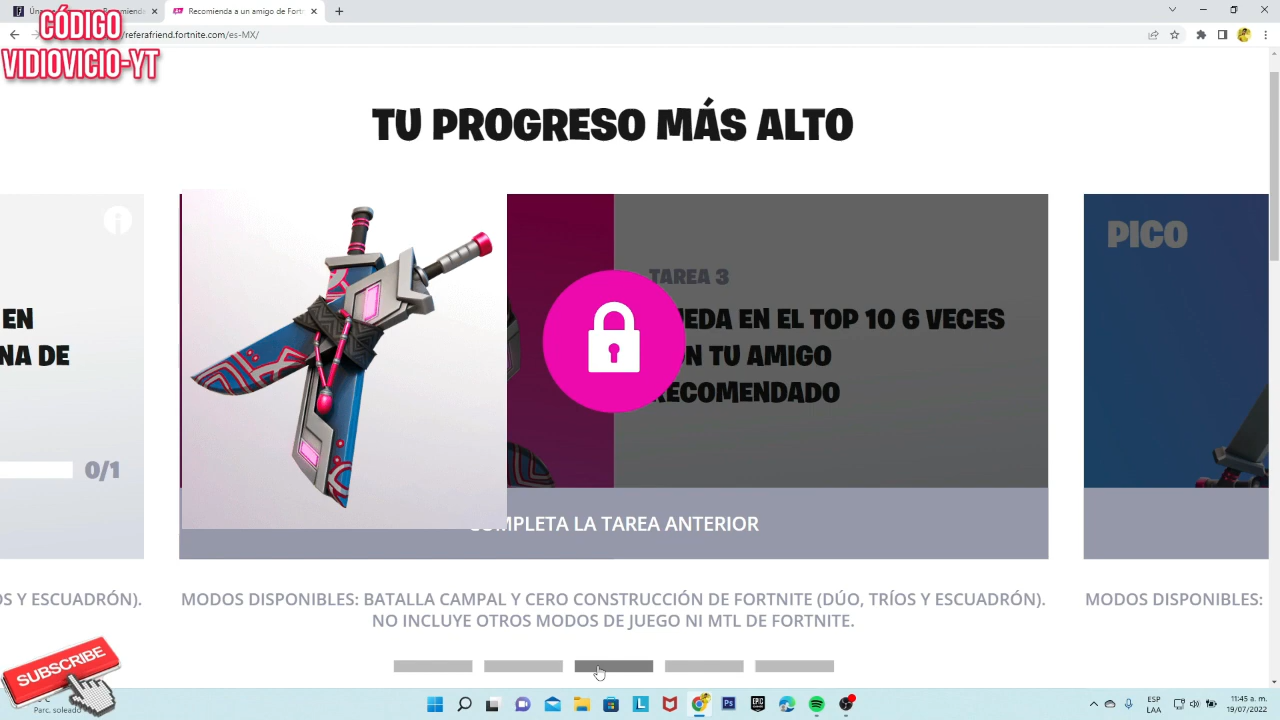 CÓDIGO
VIDIOVICIO-YT
Recomienda a un amigo de Fortn
referafriend.fortnite.com/es-MX/
TU PROGRESO MÁS ALTO
EN
NA DE
0/1
TAREA 3
EDA EN EL TOP 10 6 VECES
N TU AMIGO
RECOMENDADO
COMPLETA LA TAREA ANTERIOR
PICO
OS Y ESCUADRÓN).
MODOS DISPONIBLES: BATALLA CAMPAL Y CERO CONSTRUCCIÓN DE FORTNITE (DÚO, TRÍOS Y ESCUADRÓN).
NO INCLUYE OTROS MODOS DE JUEGO NI MTL DE FORTNITE.
MODOS DISPONIBLES:
SUBSCRIBE
Parc. soleado
ESP
LAA
11:45 a.m.
19/07/2022